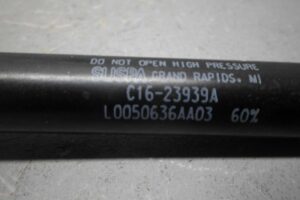 DO NOT OPEN HIGH PRESSURE
SUSPA GRAND RAPIDS, MI
C16-23939A
L0050636AA03 60%